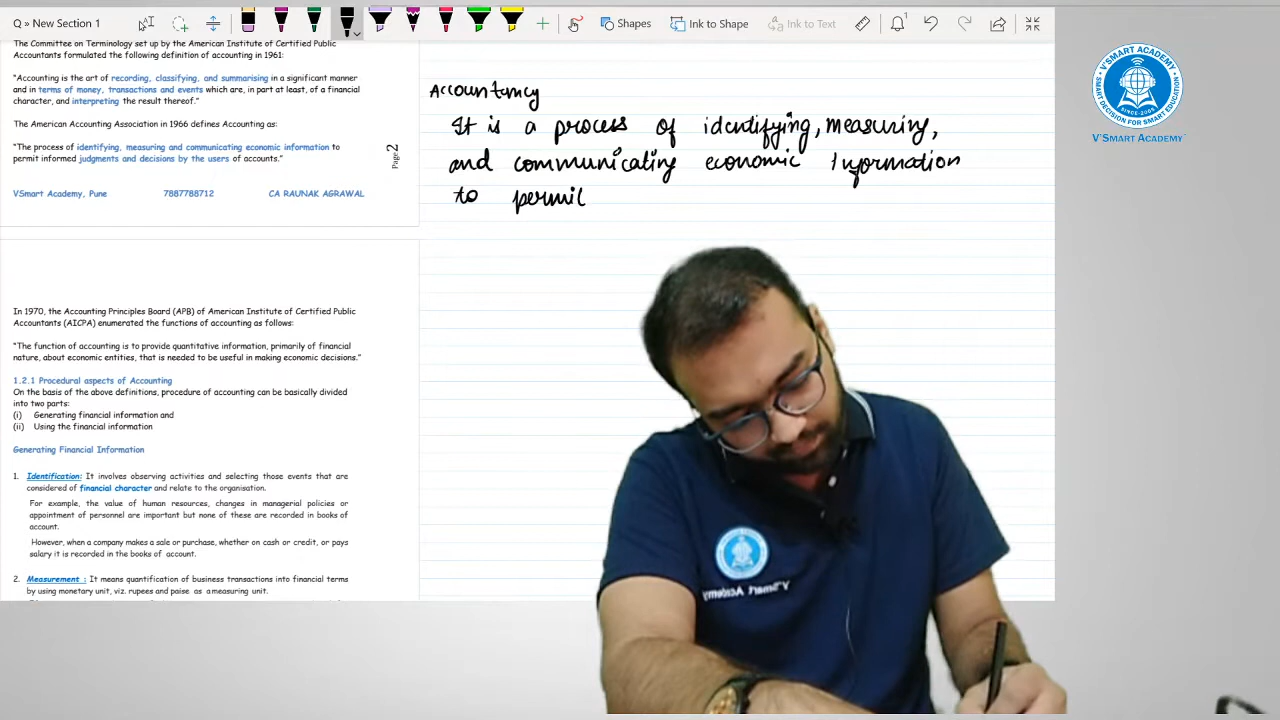 Q » New Section 1
Shapes
Ink to Shape
Ink to Text
The Committee on Terminology set up by the American Institute of Certified Public
Accountants formulated the following definition of accounting in 1961:
“Accounting is the art of recording, classifying, and summarising in a significant manner
and in terms of money, transactions and events which are, in part at least, of a financial
character, and interpreting the result thereof.”
The American Accounting Association in 1966 defines Accounting as:
“The process of identifying, measuring and communicating economic information to
permit informed judgments and decisions by the users of accounts.”
Page 2
VSmart Academy, Pune 7887788712 CA RAUNAK AGRAWAL
In 1970, the Accounting Principles Board (APB) of American Institute of Certified Public
Accountants (AICPA) enumerated the functions of accounting as follows:
“The function of accounting is to provide quantitative information, primarily of financial
nature, about economic entities, that is needed to be useful in making economic decisions.”
1.2.1 Procedural aspects of Accounting
On the basis of the above definitions, procedure of accounting can be basically divided
into two parts:
(i) Generating financial information and
(ii) Using the financial information
Generating Financial Information
1. Identification: It involves observing activities and selecting those events that are
considered of financial character and relate to the organisation.
For example, the value of human resources, changes in managerial policies or
appointment of personnel are important but none of these are recorded in books of
account.
However, when a company makes a sale or purchase, whether on cash or credit, or pays
salary it is recorded in the books of account.
2. Measurement : It means quantification of business transactions into financial terms
by using monetary unit, viz. rupees and paise as a measuring unit.
Accountancy
It is a process of identifying, measuring,
and communicating economic Information
to permit
V'SMART ACADEMY
SMART DECISION FOR SMART EDUCATION
SINCE-2005
V'SMART ACADEMY
V'Smart Academy